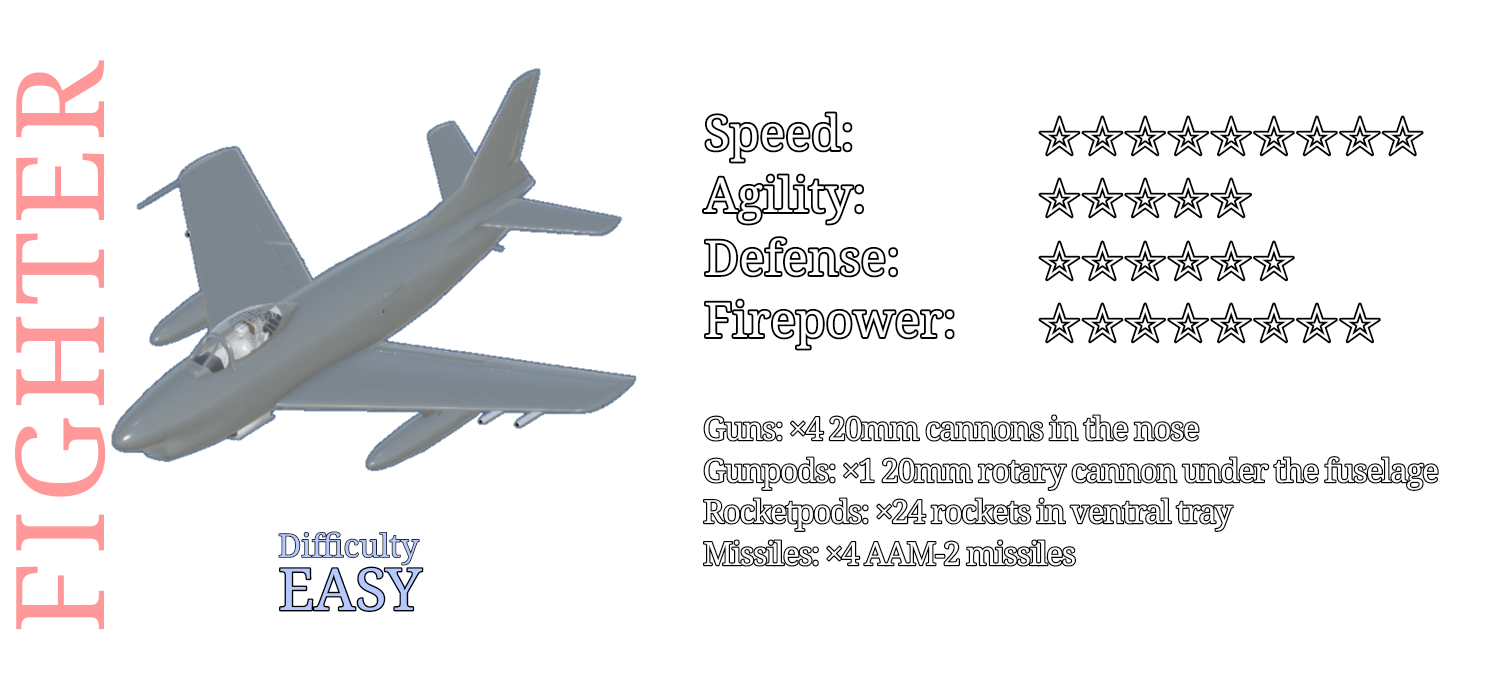 FIGHTER
Speed: ☆☆☆☆☆☆☆☆☆
Agility: ☆☆☆☆☆
Defense: ☆☆☆☆☆☆
Firepower: ☆☆☆☆☆☆☆☆
Guns: ×4 20mm cannons in the nose
Gunpods: ×1 20mm rotary cannon under the fuselage
Rocketpods: ×24 rockets in ventral tray
Missiles: ×4 AAM-2 missiles
Difficulty
EASY